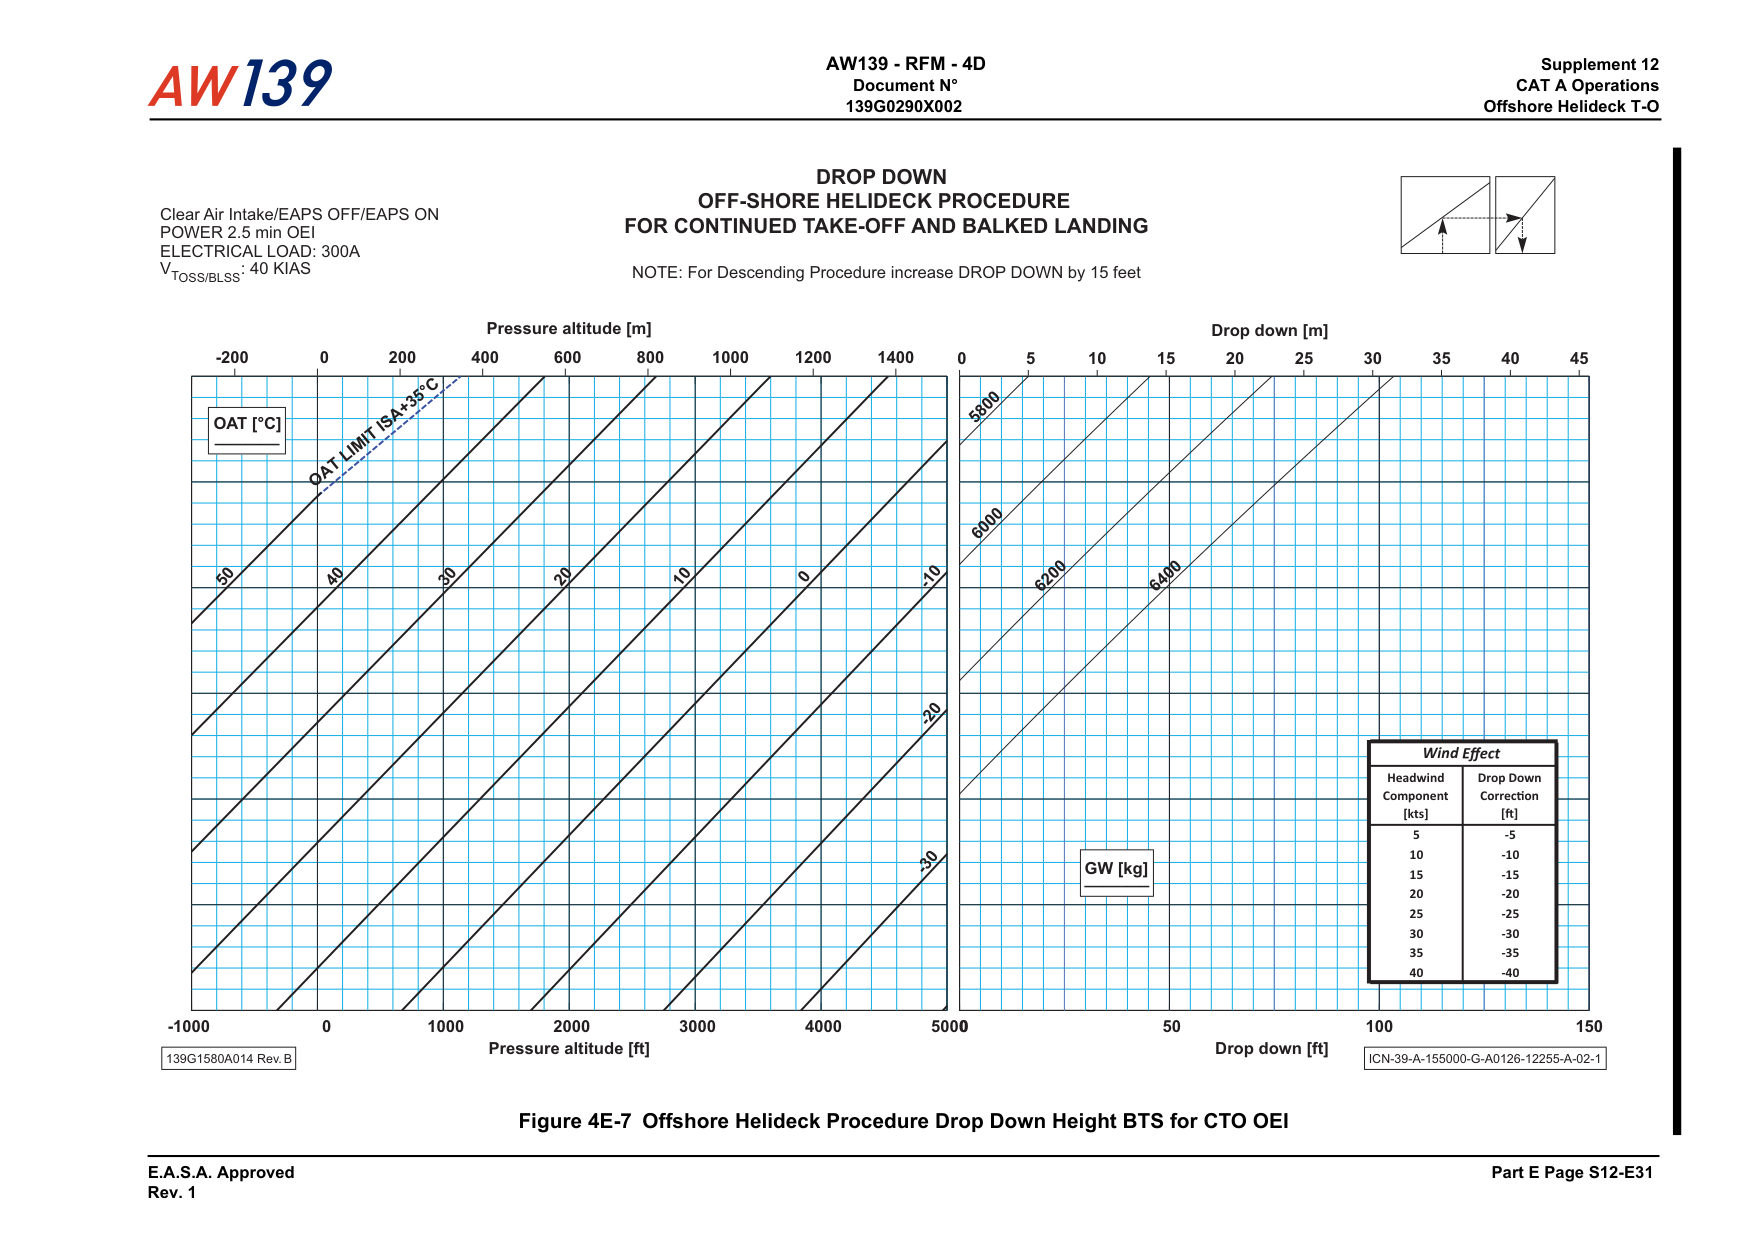 AW139
AW139 - RFM - 4D
Document N°
139G0290X002
Supplement 12
CAT A Operations
Offshore Helideck T-O
Clear Air Intake/EAPS OFF/EAPS ON
POWER 2.5 min OEI
ELECTRICAL LOAD: 300A
VTOSS/BLSS: 40 KIAS
DROP DOWN
OFF-SHORE HELIDECK PROCEDURE
FOR CONTINUED TAKE-OFF AND BALKED LANDING
NOTE: For Descending Procedure increase DROP DOWN by 15 feet
Pressure altitude [m]
-200 0 200 400 600 800 1000 1200 1400
OAT [°C]
OAT LIMIT ISA+35°C
50 40 30 20 10 0 -10
-20
-30
-1000 0 1000 2000 3000 4000 5000
Pressure altitude [ft]
Drop down [m]
0 5 10 15 20 25 30 35 40 45
5800
6000
6200
6400
GW [kg]
Wind Effect
Headwind Component [kts] Drop Down Correction [ft]
5 -5
10 -10
15 -15
20 -20
25 -25
30 -30
35 -35
40 -40
0 50 100 150
Drop down [ft]
139G1580A014 Rev. B
ICN-39-A-155000-G-A0126-12255-A-02-1
Figure 4E-7 Offshore Helideck Procedure Drop Down Height BTS for CTO OEI
E.A.S.A. Approved
Rev. 1
Part E Page S12-E31